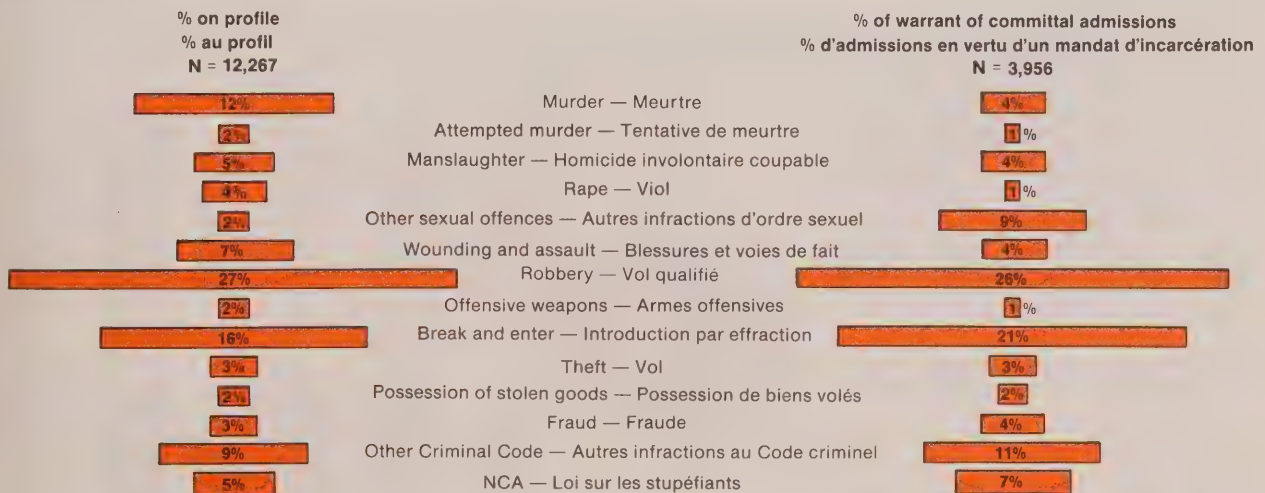 % on profile
% au profil
N = 12,267
% of warrant of committal admissions
% d'admissions en vertu d'un mandat d'incarcération
N = 3,956
12% Murder — Meurtre 4%
2% Attempted murder — Tentative de meurtre 1 %
5% Manslaughter — Homicide involontaire coupable 4%
4% Rape — Viol 1 %
2% Other sexual offences — Autres infractions d'ordre sexuel 9%
7% Wounding and assault — Blessures et voies de fait 4%
27% Robbery — Vol qualifié 26%
2% Offensive weapons — Armes offensives 1 %
16% Break and enter — Introduction par effraction 21%
3% Theft — Vol 3%
2% Possession of stolen goods — Possession de biens volés 2%
3% Fraud — Fraude 4%
9% Other Criminal Code — Autres infractions au Code criminel 11%
5% NCA — Loi sur les stupéfiants 7%